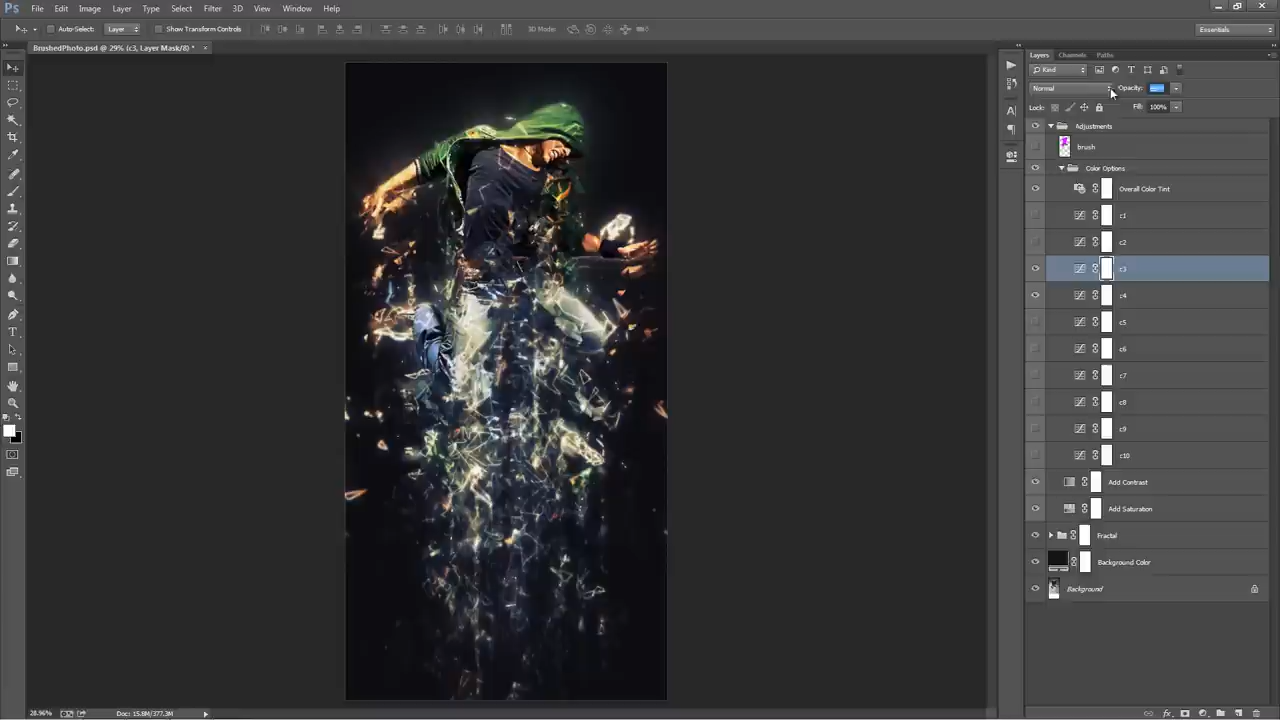 Ps File Edit Image Layer Type Select Filter 3D View Window Help
Auto-Select: Layer Show Transform Controls 3D Mode: Essentials
BrushedPhoto.psd @ 29% (c3, Layer Mask/8) * ×
Layers Channels Paths
Kind
Normal Opacity:
Lock: Fill: 100%
Adjustments
brush
Color Options
Overall Color Tint
c1
c2
c3
c4
c5
c6
c7
c8
c9
c10
Add Contrast
Add Saturation
Fractal
Background Color
Background
28.96% Doc: 15.8M/377.3M